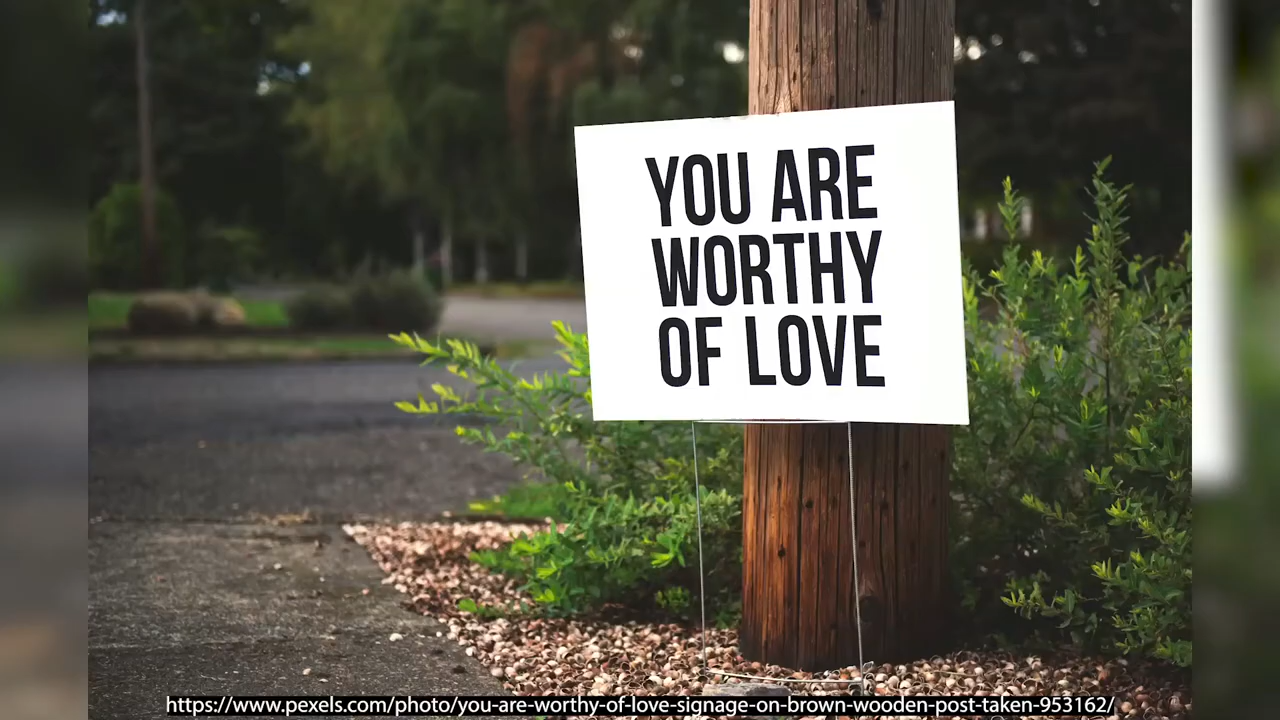 YOU ARE
WORTHY
OF LOVE
https://www.pexels.com/photo/you-are-worthy-of-love-signage-on-brown-wooden-post-taken-953162/